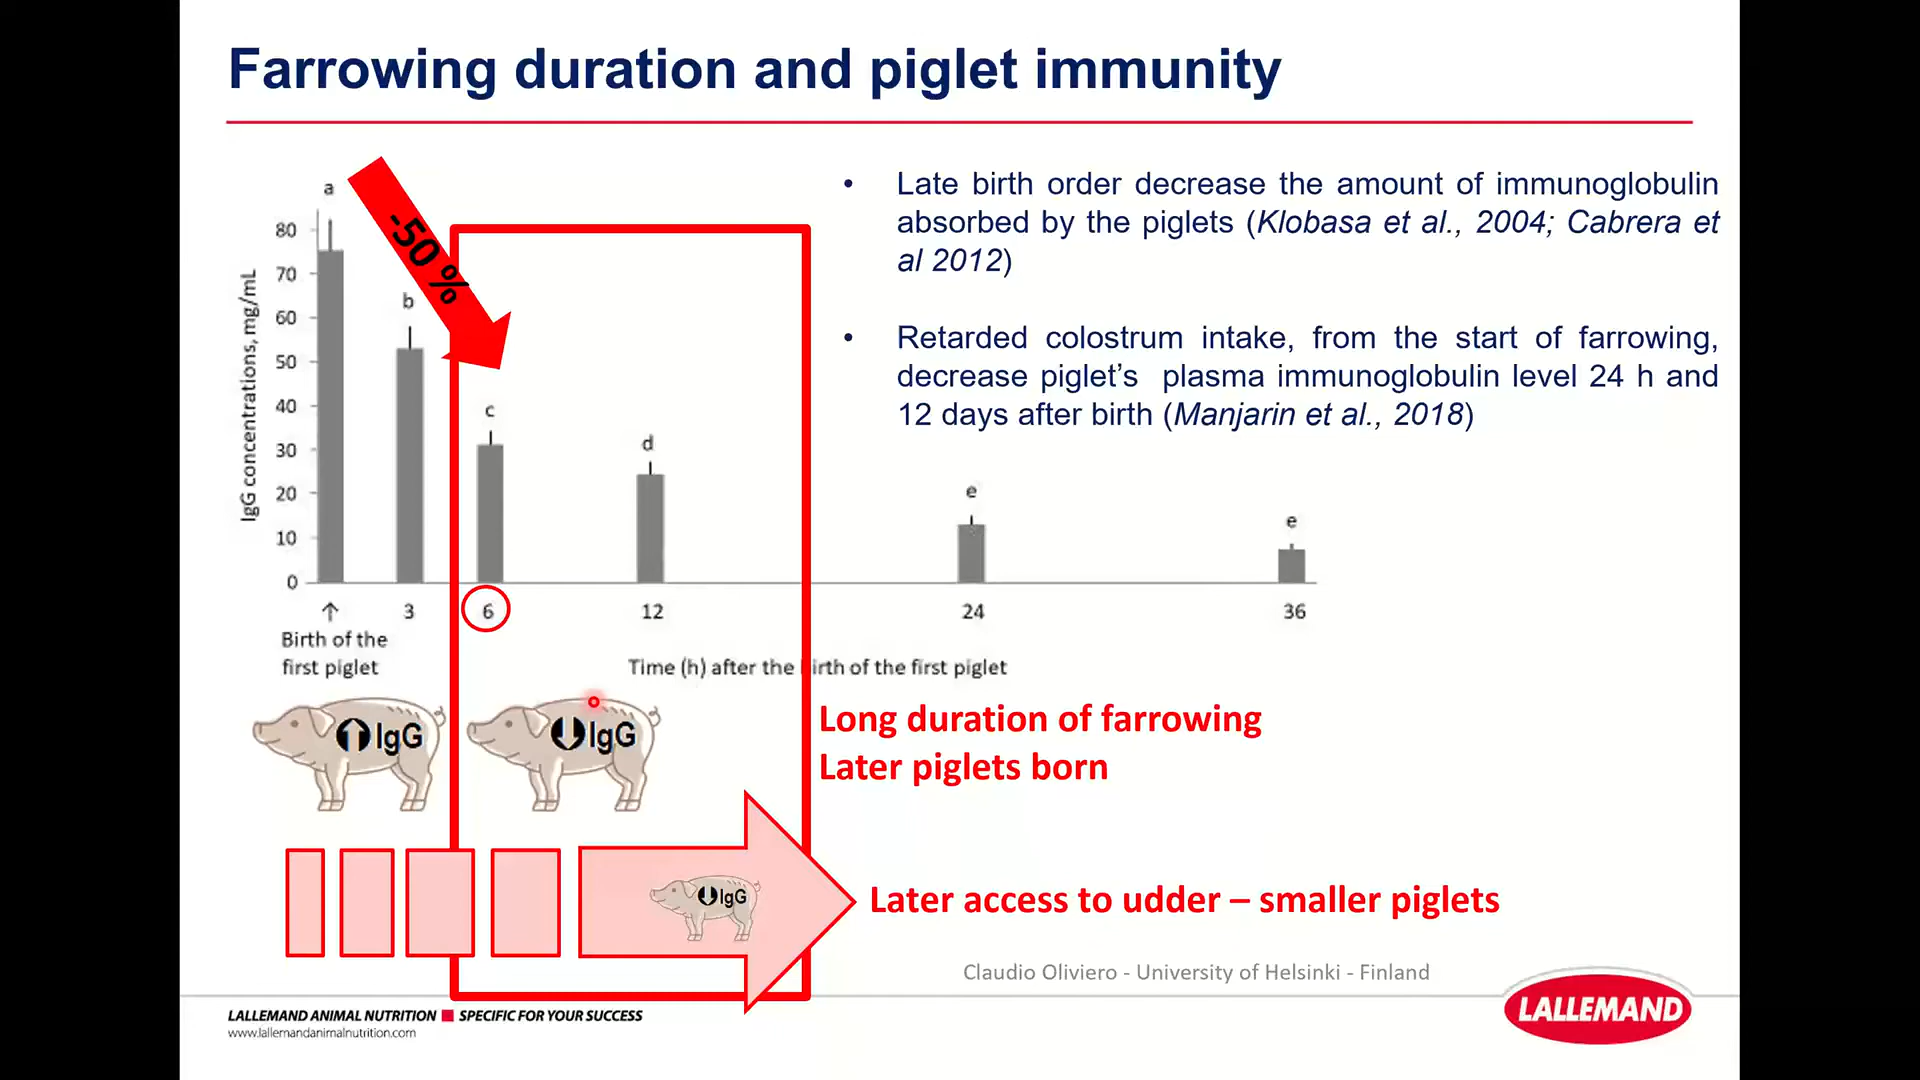 Farrowing duration and piglet immunity
a
-50 %
80
70
60
50
40
30
20
10
0
IgG concentrations, mg/mL
b
c
d
e
e
↑
3
6
12
24
36
Birth of the
first piglet
Time (h) after the birth of the first piglet
• Late birth order decrease the amount of immunoglobulin
absorbed by the piglets (Klobasa et al., 2004; Cabrera et
al 2012)
• Retarded colostrum intake, from the start of farrowing,
decrease piglet’s plasma immunoglobulin level 24 h and
12 days after birth (Manjarin et al., 2018)
IgG
IgG
Long duration of farrowing
Later piglets born
IgG
Later access to udder – smaller piglets
Claudio Oliviero - University of Helsinki - Finland
LALLEMAND ANIMAL NUTRITION ■ SPECIFIC FOR YOUR SUCCESS
www.lallemandanimalnutrition.com
LALLEMAND